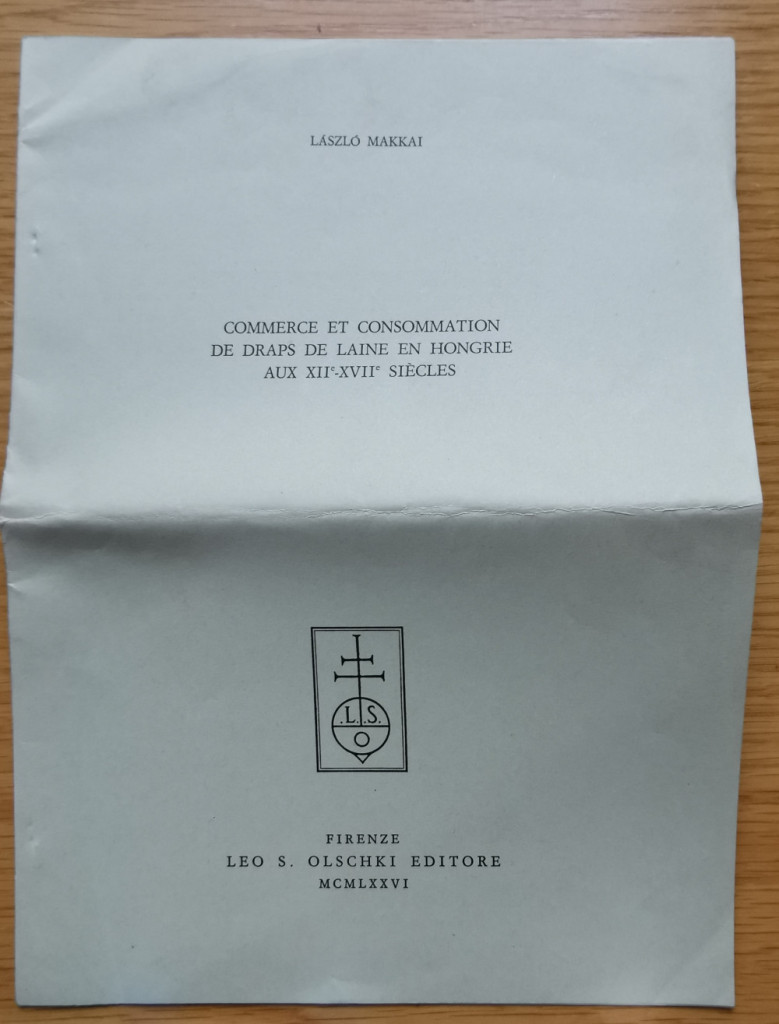 LÁSZLÓ MAKKAI
COMMERCE ET CONSOMMATION
DE DRAPS DE LAINE EN HONGRIE
AUX XIIᵉ-XVIIᵉ SIÈCLES
.L.S.
O
FIRENZE
LEO S. OLSCHKI EDITORE
MCMLXXVI